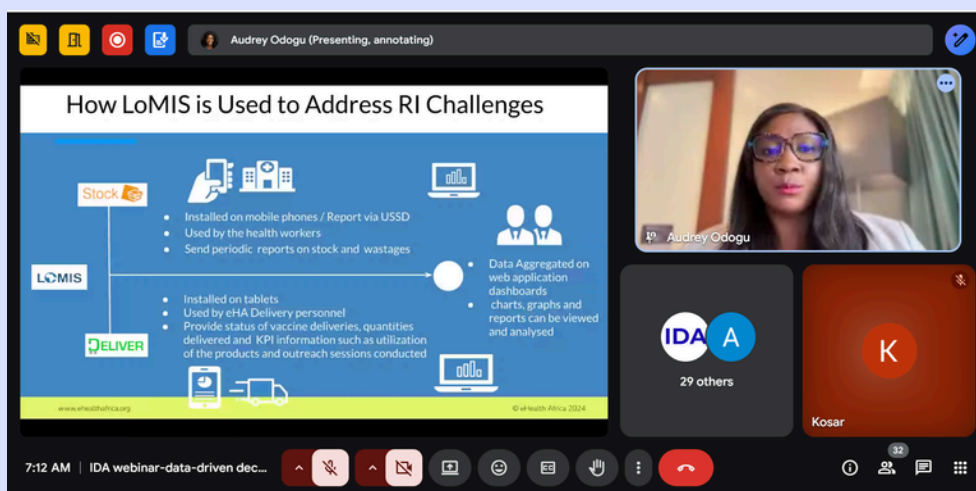 Audrey Odogu (Presenting, annotating)
How LoMIS is Used to Address RI Challenges
Stock
LOMIS
DELIVER
Installed on mobile phones / Report via USSD
Used by the health workers
Send periodic reports on stock and wastages
Installed on tablets
Used by eHA Delivery personnel
Provide status of vaccine deliveries, quantities
delivered and KPI information such as utilization
of the products and outreach sessions conducted
Data Aggregated on
web application
dashboards
charts, graphs and
reports can be viewed
and analysed
www.ehealthafrica.org
© eHealth Africa 2024
Audrey Odogu
IDA
A
29 others
K
Kosar
7:12 AM | IDA webinar-data-driven dec...
CC
32